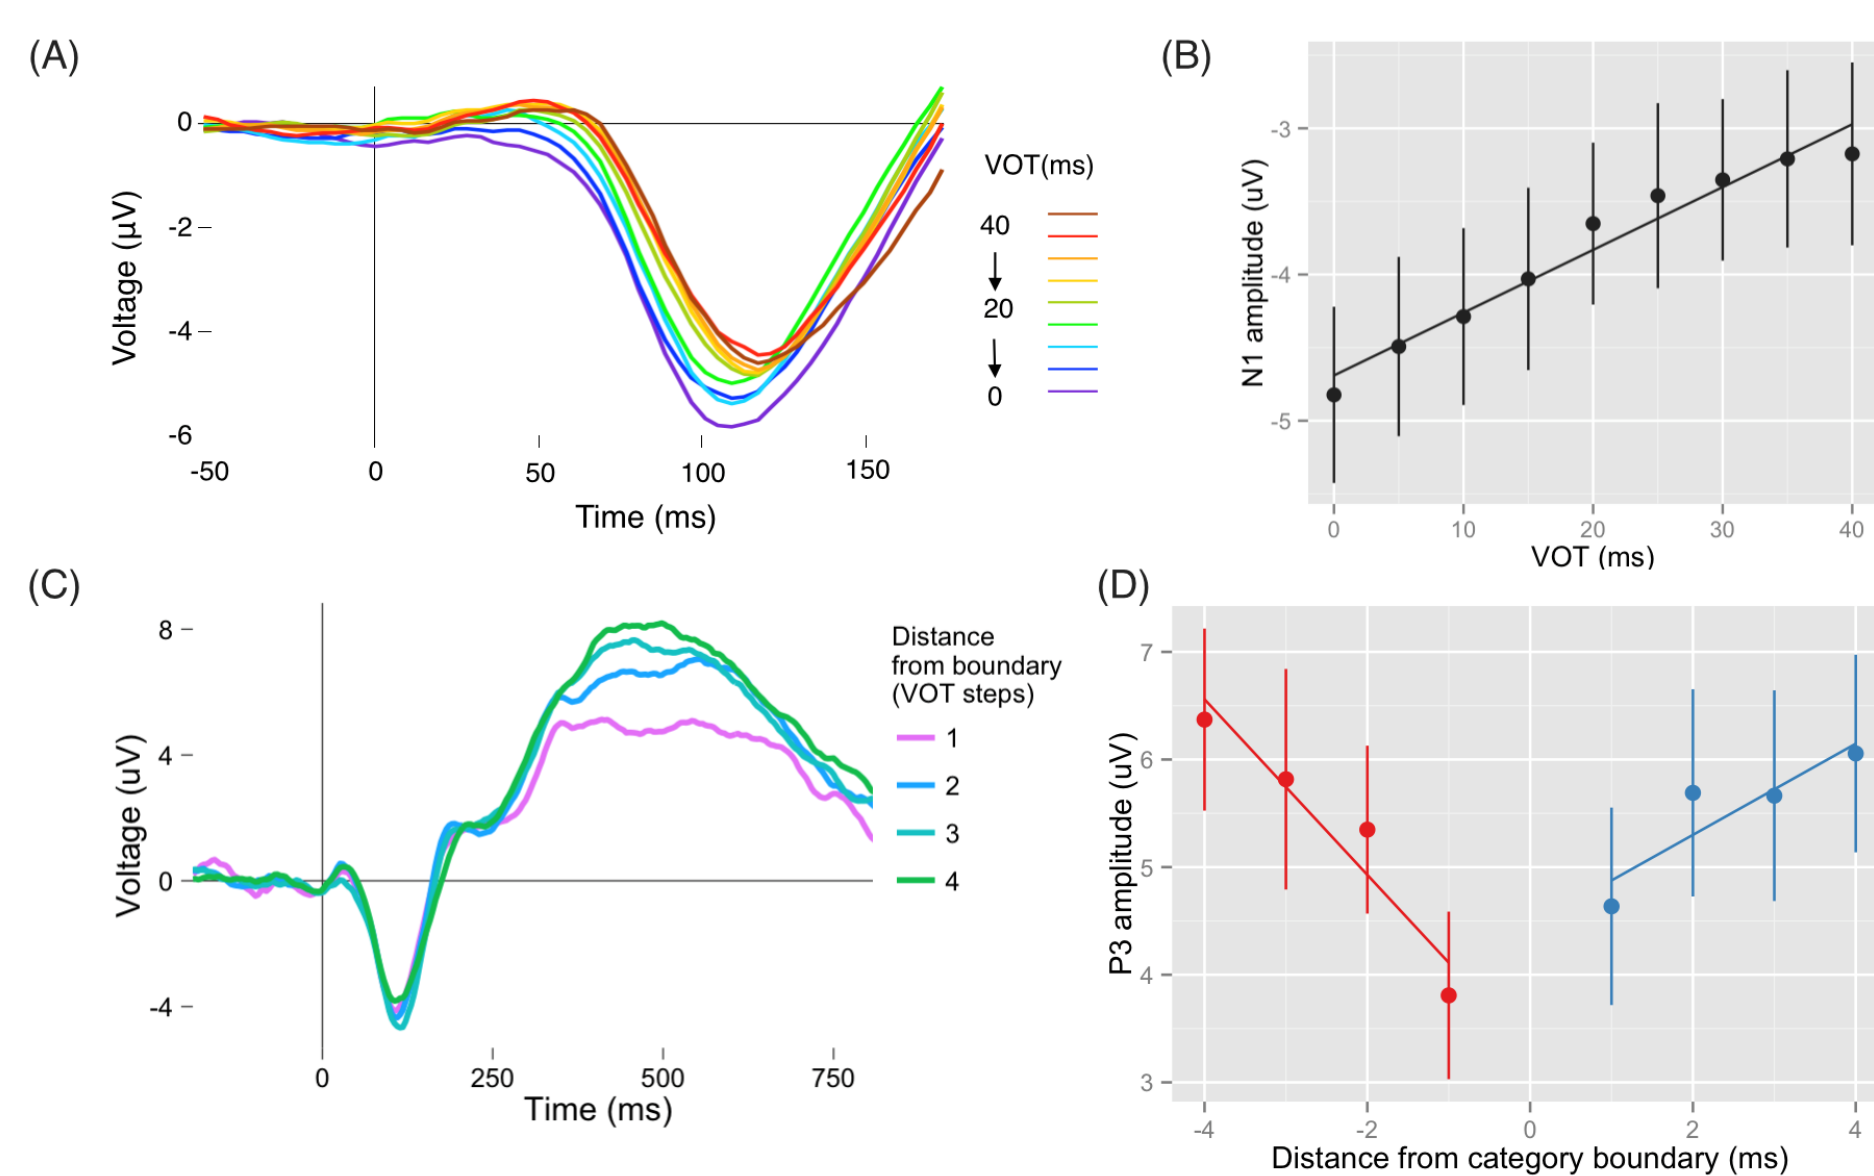 (A)
0
-2
-4
-6
-50
0
50
100
150
Voltage (µV)
Time (ms)
VOT(ms)
40
20
0
(B)
-3
-4
-5
0
10
20
30
40
N1 amplitude (uV)
VOT (ms)
(C)
8
4
0
-4
0
250
500
750
Voltage (uV)
Time (ms)
Distance
from boundary
(VOT steps)
1
2
3
4
(D)
7
6
5
4
3
-4
-2
0
2
4
P3 amplitude (uV)
Distance from category boundary (ms)